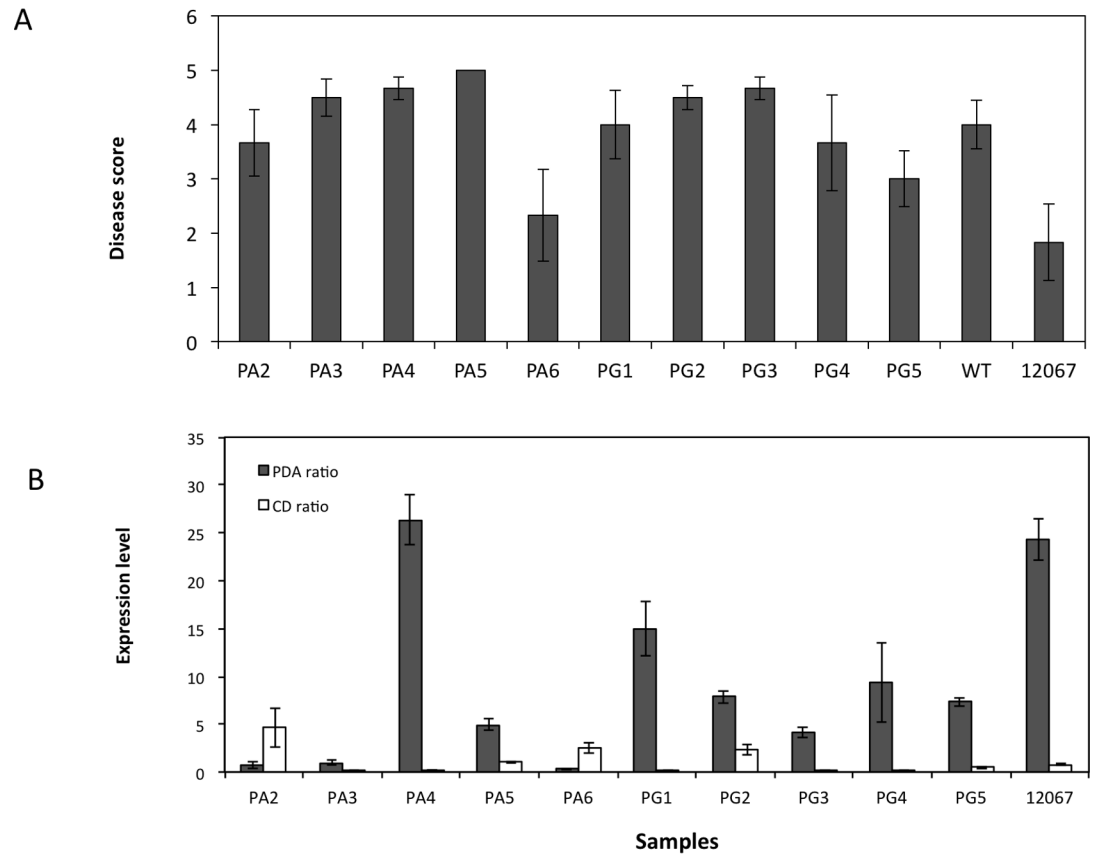 A
Disease score
6
5
4
3
2
1
0
PA2 PA3 PA4 PA5 PA6 PG1 PG2 PG3 PG4 PG5 WT 12067
B
Expression level
35
30
25
20
15
10
5
0
PDA ratio
CD ratio
PA2 PA3 PA4 PA5 PA6 PG1 PG2 PG3 PG4 PG5 12067
Samples